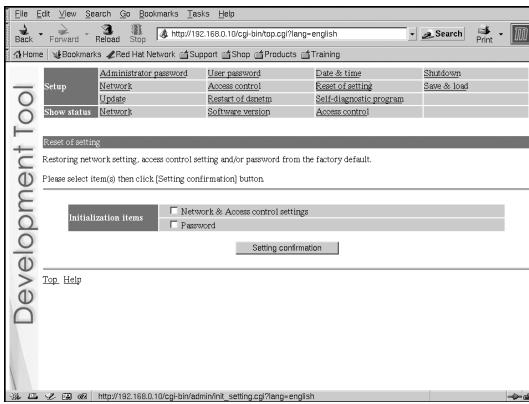 File Edit View Search Go Bookmarks Tasks Help
Back Forward Reload Stop http://192.168.0.10/cgi-bin/top.cgi?lang=english Search Print
Home Bookmarks Red Hat Network Support Shop Products Training
Development Tool
Setup Administrator password User password Date & time Shutdown
Network Access control Reset of setting Save & load
Update Restart of dsnetm Self-diagnostic program
Show status Network Software version Access control
Reset of setting
Restoring network setting, access control setting and/or password from the factory default.
Please select item(s) then click [Setting confirmation] button.
Initialization items Network & Access control settings
Password
Setting confirmation
Top Help
http://192.168.0.10/cgi-bin/admin/init_setting.cgi?lang=english